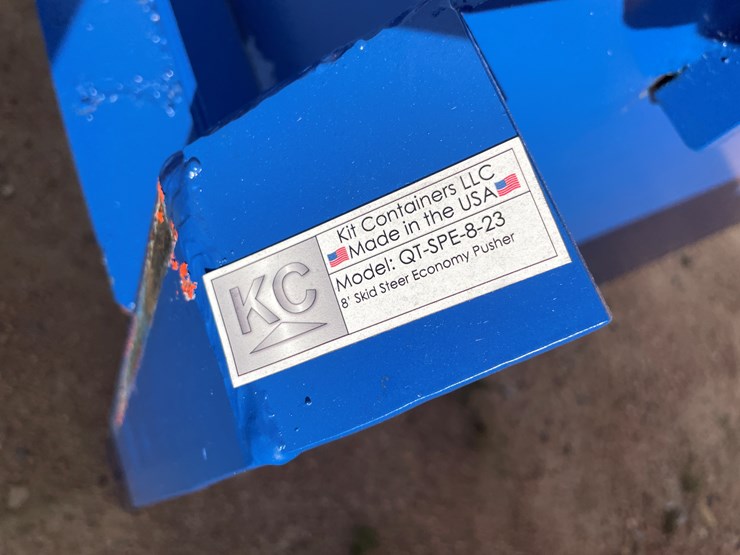 KC
Kit Containers LLC
Made in the USA
Model: QT-SPE-8-23
8' Skid Steer Economy Pusher